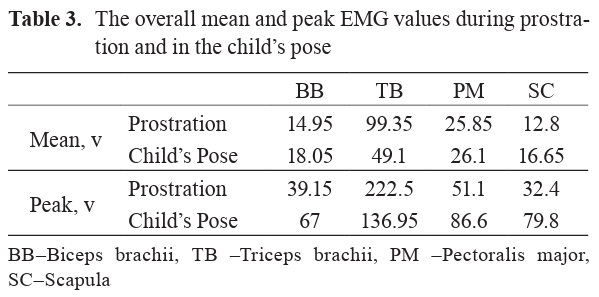 Table 3. The overall mean and peak EMG values during prostra-
tion and in the child’s pose
BB TB PM SC
Mean, v Prostration 14.95 99.35 25.85 12.8
Child’s Pose 18.05 49.1 26.1 16.65
Peak, v Prostration 39.15 222.5 51.1 32.4
Child’s Pose 67 136.95 86.6 79.8
BB–Biceps brachii, TB –Triceps brachii, PM –Pectoralis major,
SC–Scapula